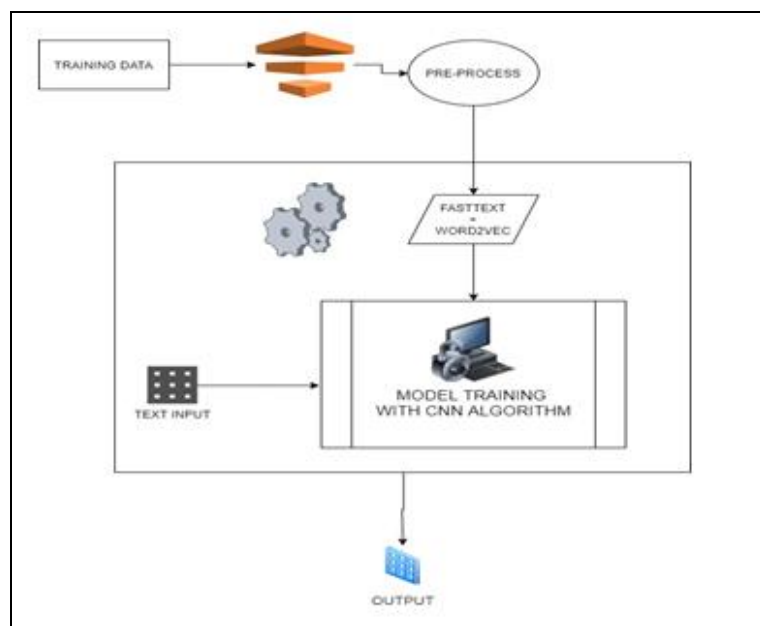 TRAINING DATA
PRE-PROCESS
FASTTEXT
+
WORD2VEC
MODEL TRAINING
WITH CNN ALGORITHM
TEXT INPUT
OUTPUT